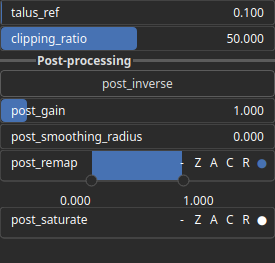 talus_ref 0.100
clipping_ratio 50.000
Post-processing
post_inverse
post_gain 1.000
post_smoothing_radius 0.000
post_remap - Z A C R
0.000 1.000
post_saturate - Z A C R